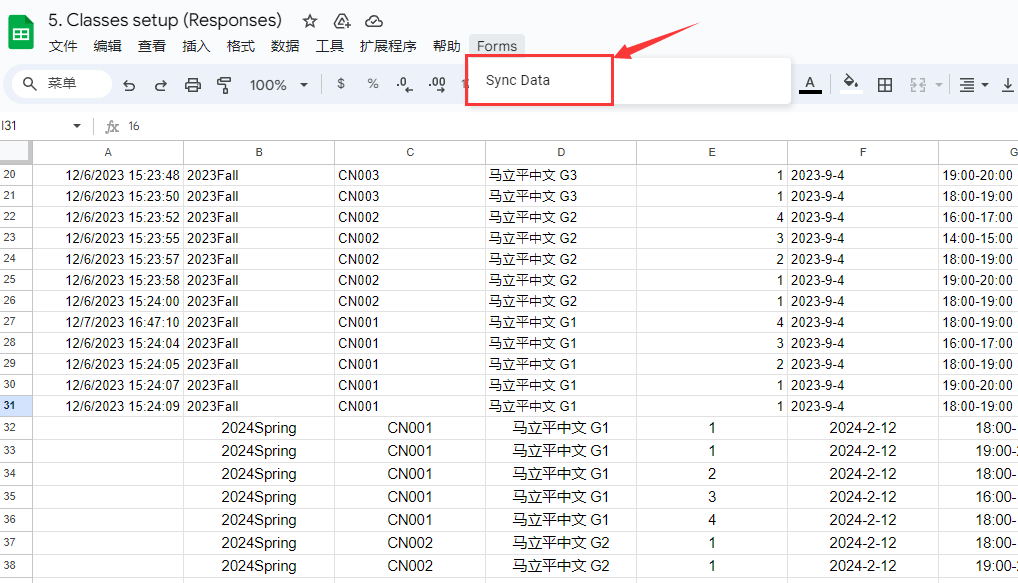 5. Classes setup (Responses)
文件 编辑 查看 插入 格式 数据 工具 扩展程序 帮助 Forms
菜单 100% $ % .0 .00 A
Sync Data
I31 fx 16
A B C D E F G
20 12/6/2023 15:23:48 2023Fall CN003 马立平中文 G3 1 2023-9-4 19:00-20:00
21 12/6/2023 15:23:50 2023Fall CN003 马立平中文 G3 1 2023-9-4 18:00-19:00
22 12/6/2023 15:23:52 2023Fall CN002 马立平中文 G2 4 2023-9-4 16:00-17:00
23 12/6/2023 15:23:55 2023Fall CN002 马立平中文 G2 3 2023-9-4 14:00-15:00
24 12/6/2023 15:23:57 2023Fall CN002 马立平中文 G2 2 2023-9-4 18:00-19:00
25 12/6/2023 15:23:58 2023Fall CN002 马立平中文 G2 1 2023-9-4 19:00-20:00
26 12/6/2023 15:24:00 2023Fall CN002 马立平中文 G2 1 2023-9-4 18:00-19:00
27 12/7/2023 16:47:10 2023Fall CN001 马立平中文 G1 4 2023-9-4 18:00-19:00
28 12/6/2023 15:24:04 2023Fall CN001 马立平中文 G1 3 2023-9-4 16:00-17:00
29 12/6/2023 15:24:05 2023Fall CN001 马立平中文 G1 2 2023-9-4 18:00-19:00
30 12/6/2023 15:24:07 2023Fall CN001 马立平中文 G1 1 2023-9-4 19:00-20:00
31 12/6/2023 15:24:09 2023Fall CN001 马立平中文 G1 1 2023-9-4 18:00-19:00
32 2024Spring CN001 马立平中文 G1 1 2024-2-12 18:00-
33 2024Spring CN001 马立平中文 G1 1 2024-2-12 19:00-
34 2024Spring CN001 马立平中文 G1 2 2024-2-12 18:00-
35 2024Spring CN001 马立平中文 G1 3 2024-2-12 16:00-
36 2024Spring CN001 马立平中文 G1 4 2024-2-12 18:00-
37 2024Spring CN002 马立平中文 G2 1 2024-2-12 18:00-
38 2024Spring CN002 马立平中文 G2 1 2024-2-12 19:00-